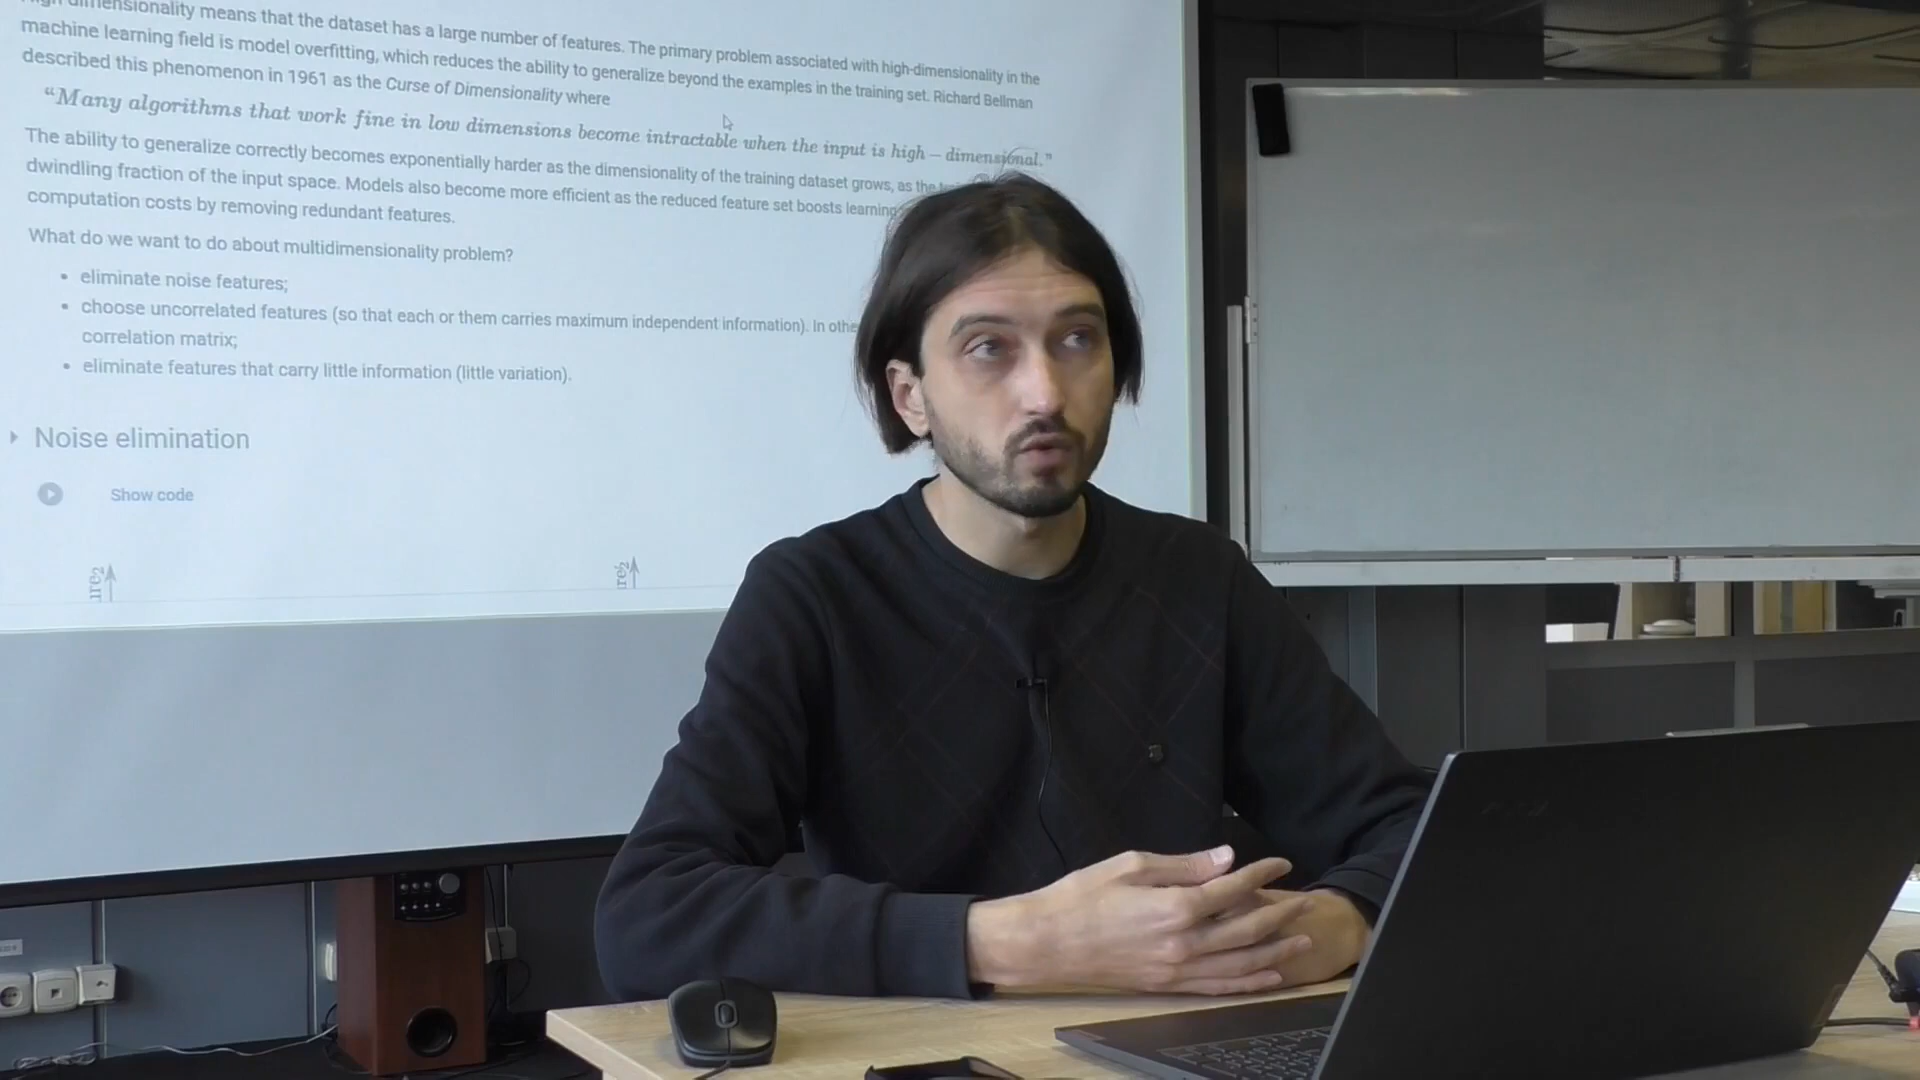 dimensionality means that the dataset has a large number of features. The primary problem associated with high-dimensionality in the
machine learning field is model overfitting, which reduces the ability to generalize beyond the examples in the training set. Richard Bellman
described this phenomenon in 1961 as the Curse of Dimensionality where
“Many algorithms that work fine in low dimensions become intractable when the input is high – dimensional.”
The ability to generalize correctly becomes exponentially harder as the dimensionality of the training dataset grows, as the
dwindling fraction of the input space. Models also become more efficient as the reduced feature set boosts learning
computation costs by removing redundant features.
What do we want to do about multidimensionality problem?
• eliminate noise features;
• choose uncorrelated features (so that each or them carries maximum independent information). In
correlation matrix;
• eliminate features that carry little information (little variation).
Noise elimination
Show code